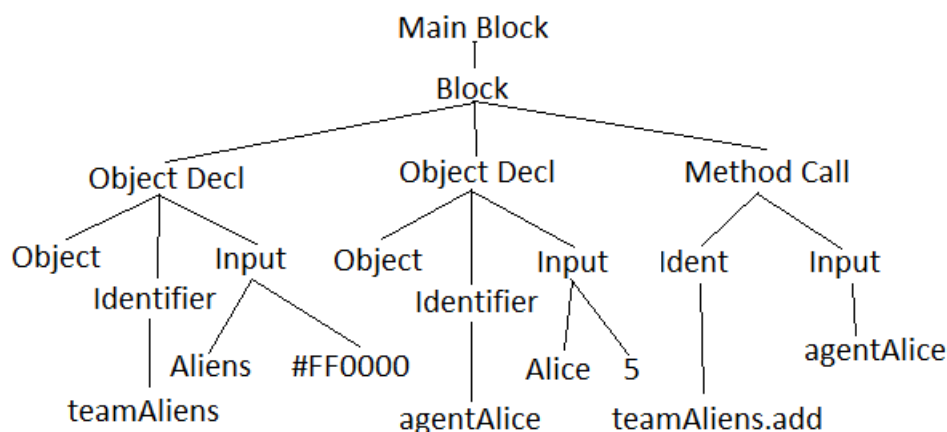 Main Block
Block
Object Decl Object Decl Method Call
Object Input Object Input Ident Input
Identifier Identifier
Aliens #FF0000 Alice 5 agentAlice
teamAliens agentAlice teamAliens.add